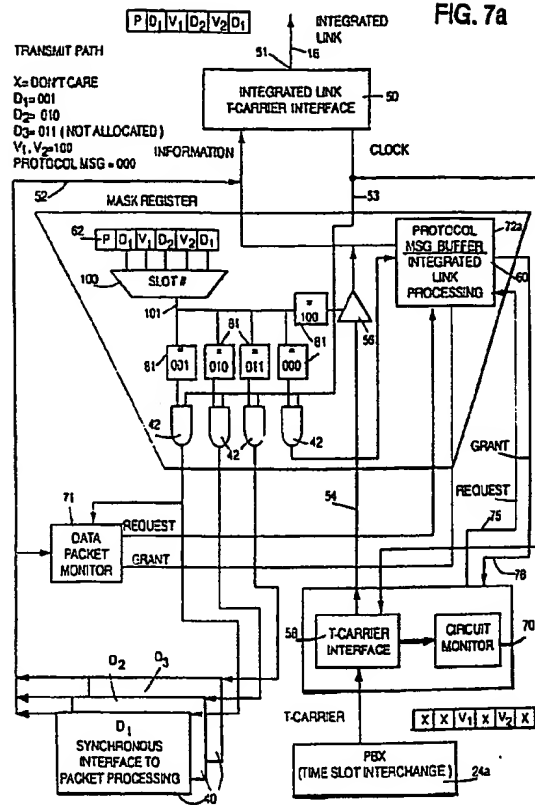 FIG. 7a
P D1 V1 D2 V2 D1
INTEGRATED
LINK
TRANSMIT PATH
51
16
X = DON'T CARE
D1 = 001
D2 = 010
D3 = 011 (NOT ALLOCATED)
V1, V2 = 100
PROTOCOL MSG = 000
INTEGRATED LINK
T-CARRIER INTERFACE
50
INFORMATION
CLOCK
52
53
MASK REGISTER
72a
62
P D1 V1 D2 V2 D1
PROTOCOL
MSG BUFFER
INTEGRATED
LINK
PROCESSING
60
100
SLOT #
101
= 100
81
56
81
= 001
81
= 010
= 011
= 000
81
42
42
42
GRANT
54
REQUEST
71
DATA
PACKET
MONITOR
REQUEST
GRANT
75
78
58
T-CARRIER
INTERFACE
CIRCUIT
MONITOR
70
D2
D3
D1
SYNCHRONOUS
INTERFACE TO
PACKET PROCESSING
40
T-CARRIER
X X V1 X V2 X
PBX
(TIME SLOT INTERCHANGE)
24a